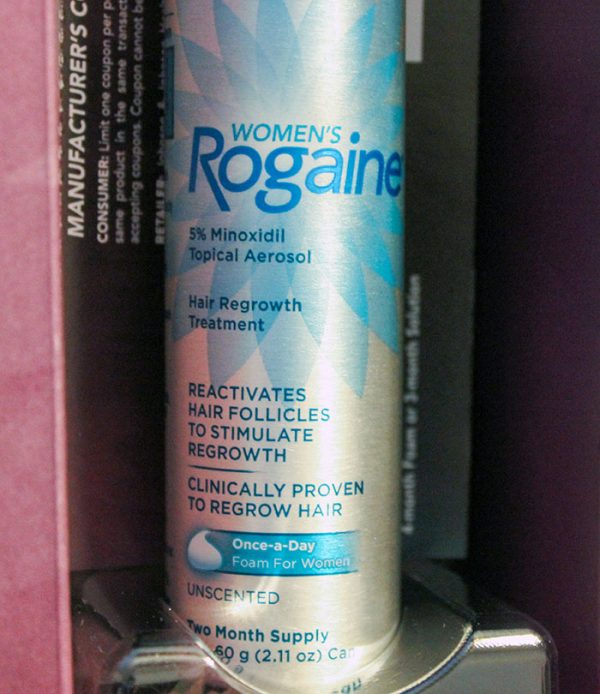 MANUFACTURER'S C
CONSUMER: Limit one coupon per p
same product in the same transact
accepting coupons. Coupon cannot be
RETAILER:
WOMEN'S
Rogaine
5% Minoxidil
Topical Aerosol
Hair Regrowth
Treatment
REACTIVATES
HAIR FOLLICLES
TO STIMULATE
REGROWTH
CLINICALLY PROVEN
TO REGROW HAIR
Once-a-Day
Foam For Women
UNSCENTED
Two Month Supply
60 g (2.11 oz) Can
-month Foam or 3-month Solution